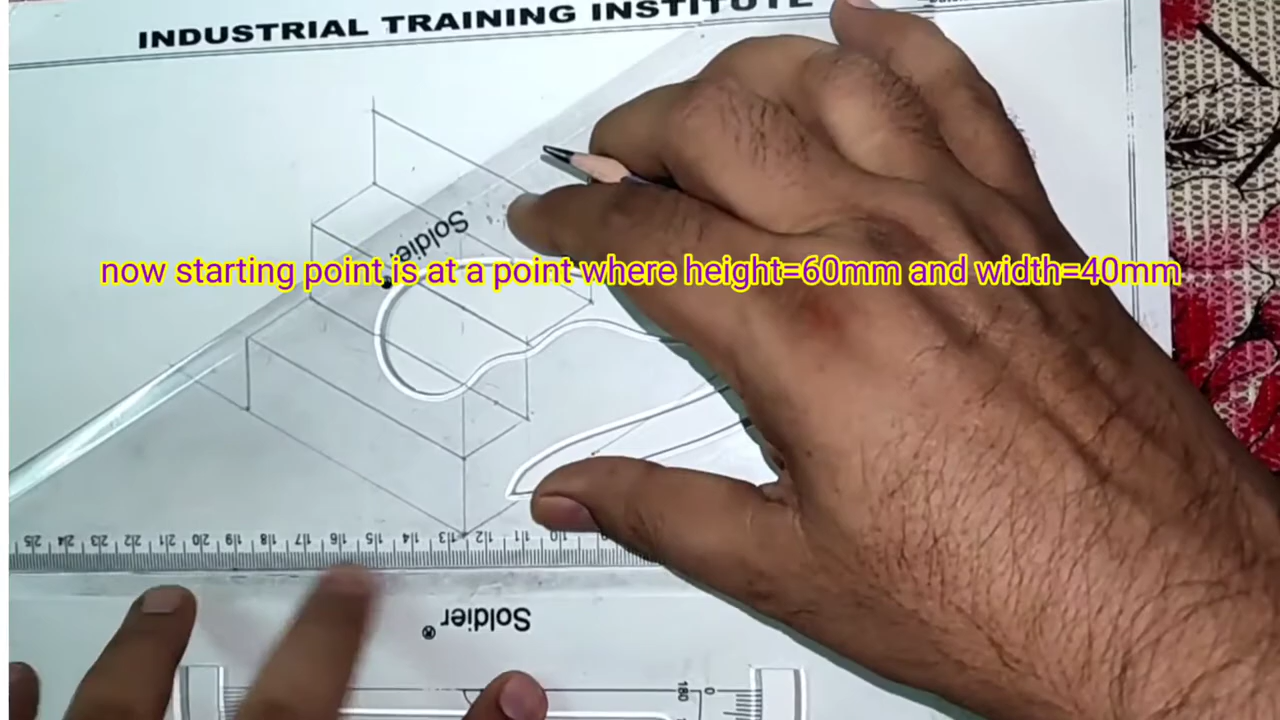 INDUSTRIAL TRAINING INSTITUTE
Soldier
now starting point is at a point where height=60mm and width=40mm
25 24 23 22 21 20 19 18 17 16 15 14 13 12 11 10
Soldier®
180 0